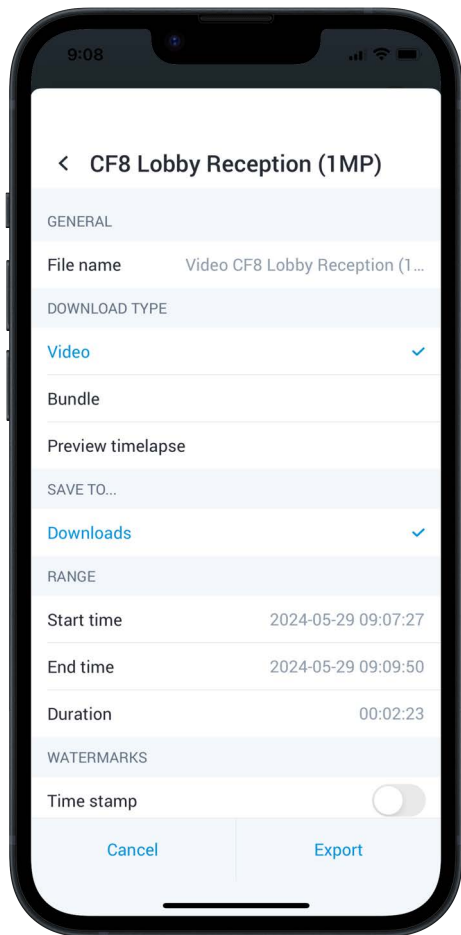 9:08
CF8 Lobby Reception (1MP)
GENERAL
File name Video CF8 Lobby Reception (1...
DOWNLOAD TYPE
Video
Bundle
Preview timelapse
SAVE TO...
Downloads
RANGE
Start time 2024-05-29 09:07:27
End time 2024-05-29 09:09:50
Duration 00:02:23
WATERMARKS
Time stamp
Cancel Export